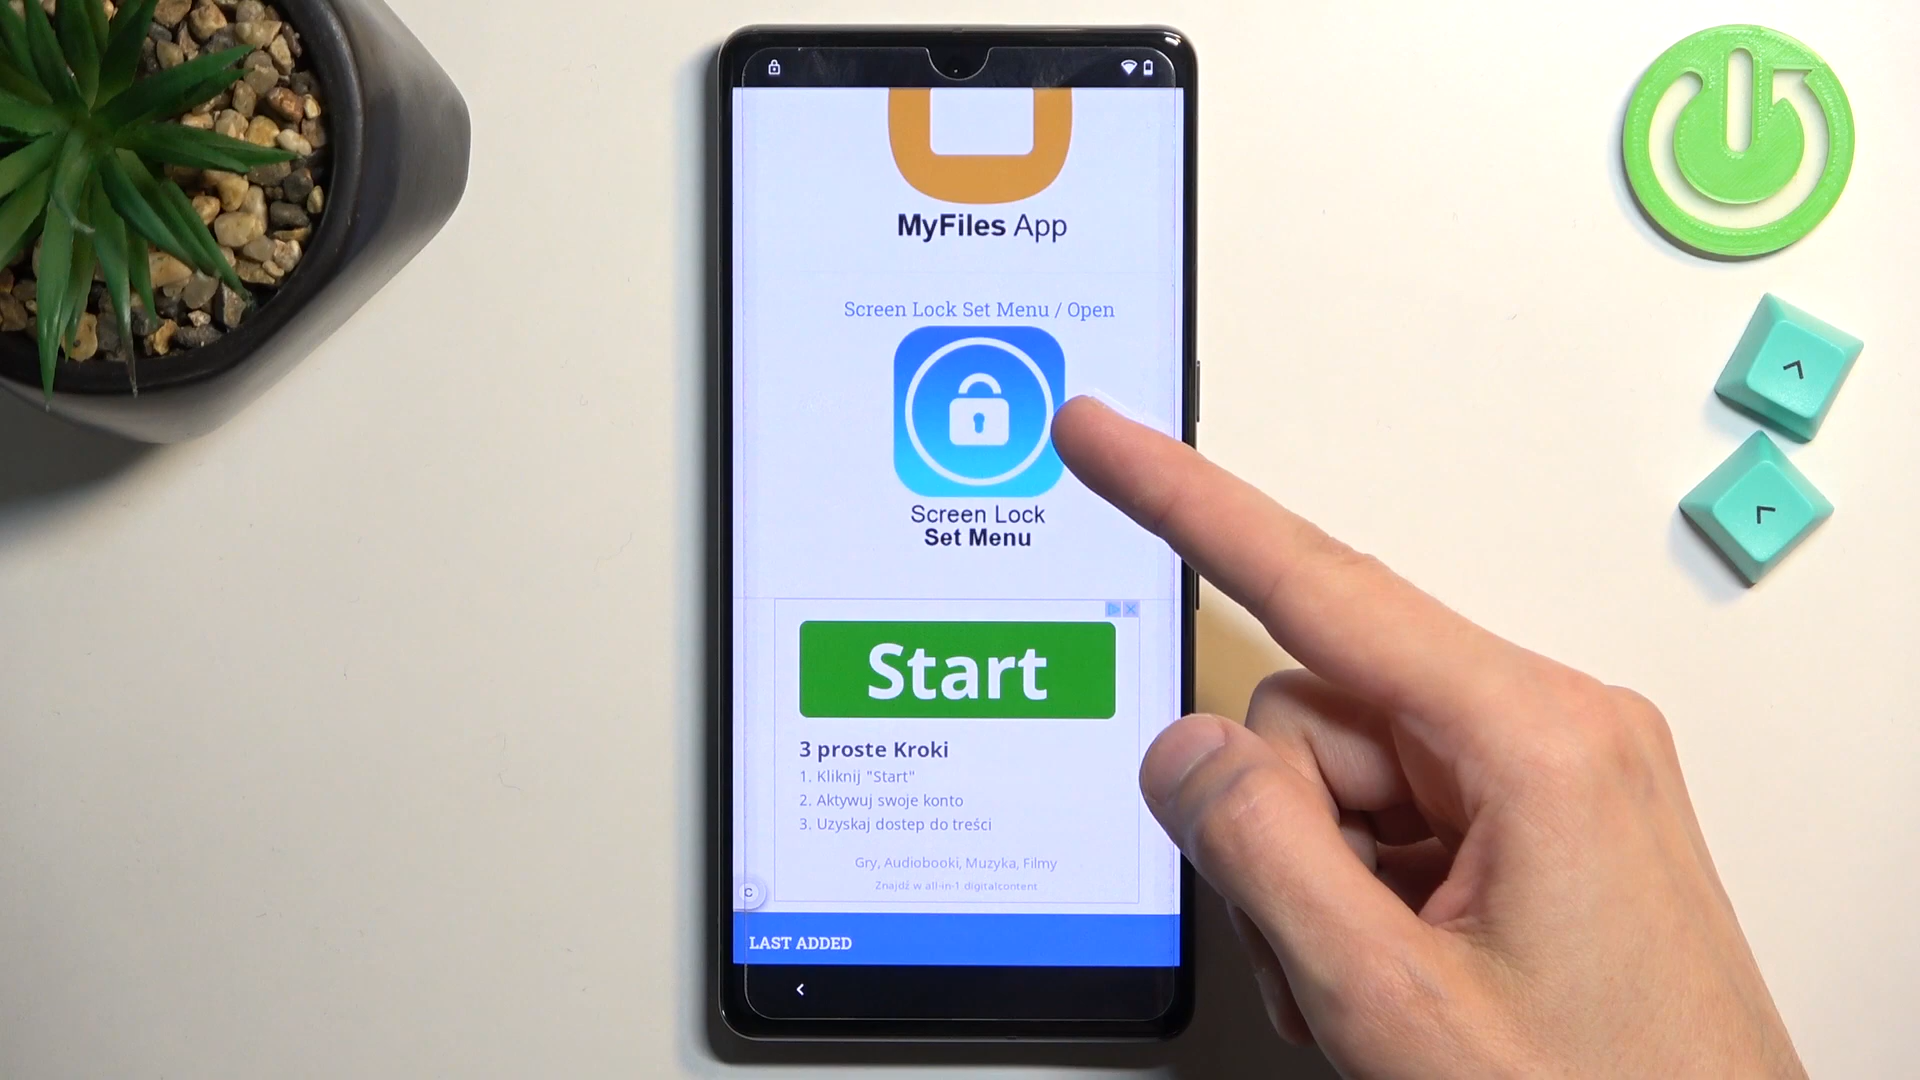 MyFiles App
Screen Lock Set Menu / Open
Screen Lock
Set Menu
Start
3 proste Kroki
1. Kliknij "Start"
2. Aktywuj swoje konto
3. Uzyskaj dostep do treści
Gry, Audiobooki, Muzyka, Filmy
Znajdź w all-in-1 digitalcontent
C
LAST ADDED